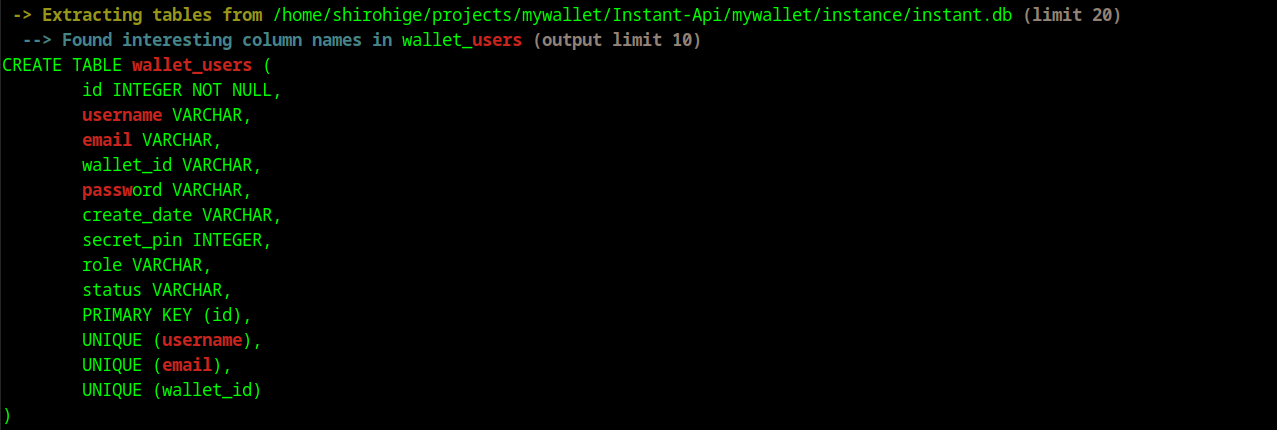 -> Extracting tables from /home/shirohige/projects/mywallet/Instant-Api/mywallet/instance/instant.db (limit 20)
--> Found interesting column names in wallet_users (output limit 10)
CREATE TABLE wallet_users (
id INTEGER NOT NULL,
username VARCHAR,
email VARCHAR,
wallet_id VARCHAR,
password VARCHAR,
create_date VARCHAR,
secret_pin INTEGER,
role VARCHAR,
status VARCHAR,
PRIMARY KEY (id),
UNIQUE (username),
UNIQUE (email),
UNIQUE (wallet_id)
)